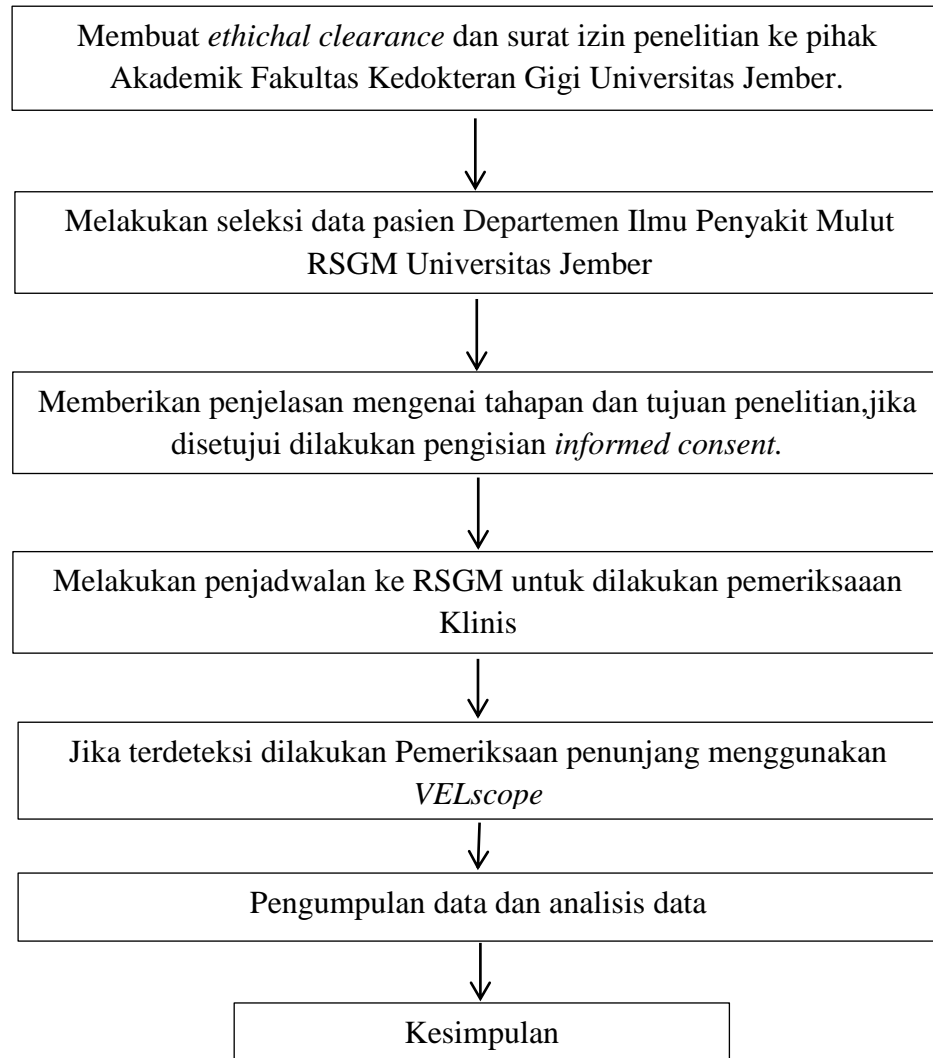 Membuat ethichal clearance dan surat izin penelitian ke pihak
Akademik Fakultas Kedokteran Gigi Universitas Jember.
Melakukan seleksi data pasien Departemen Ilmu Penyakit Mulut
RSGM Universitas Jember
Memberikan penjelasan mengenai tahapan dan tujuan penelitian,jika
disetujui dilakukan pengisian informed consent.
Melakukan penjadwalan ke RSGM untuk dilakukan pemeriksaaan
Klinis
Jika terdeteksi dilakukan Pemeriksaan penunjang menggunakan
VELscope
Pengumpulan data dan analisis data
Kesimpulan